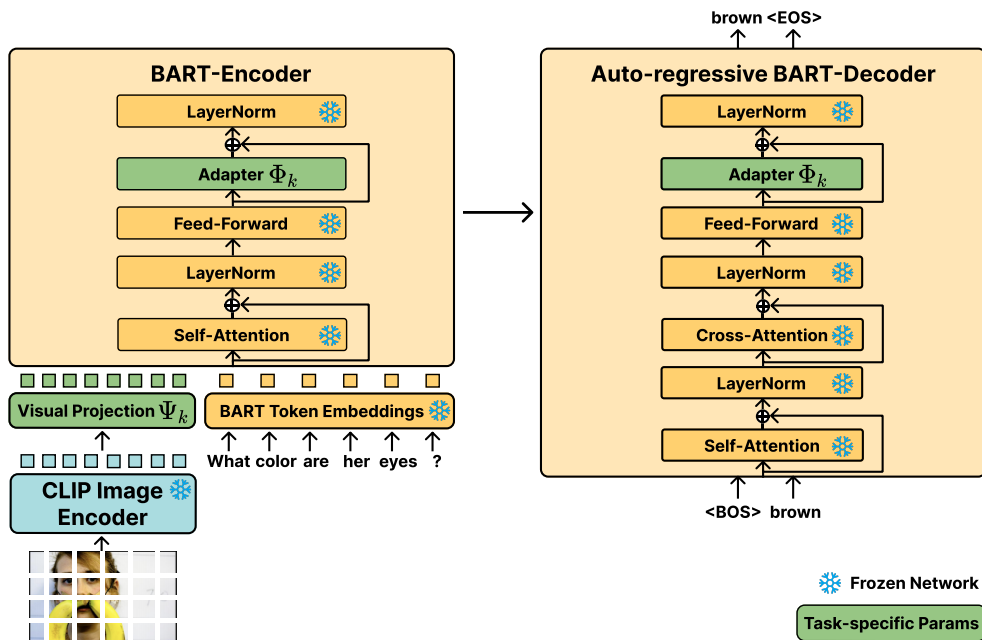 brown <EOS>
BART-Encoder
LayerNorm
Adapter Φk
Feed-Forward
LayerNorm
Self-Attention
Visual Projection Ψk
BART Token Embeddings
What color are her eyes ?
CLIP Image
Encoder
Auto-regressive BART-Decoder
LayerNorm
Adapter Φk
Feed-Forward
LayerNorm
Cross-Attention
LayerNorm
Self-Attention
<BOS> brown
Frozen Network
Task-specific Params